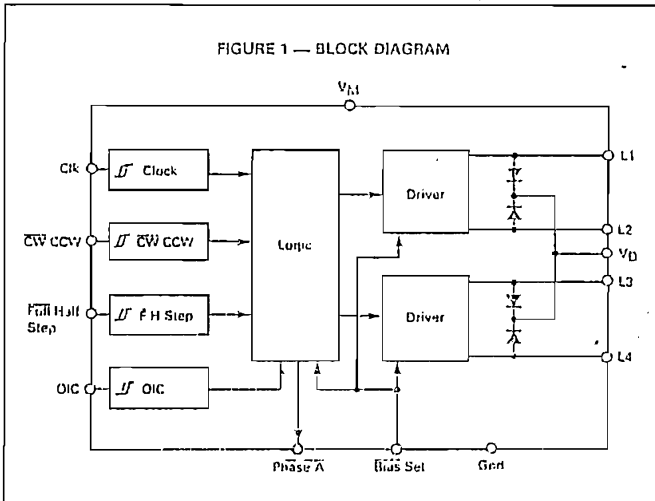 FIGURE 1 — BLOCK DIAGRAM
VM
Clk
Clock
CW CCW
CW CCW
Full Half
Step
F H Step
OIC
OIC
Logic
Driver
Driver
L1
L2
VD
L3
L4
Phase A
Bias Set
Gnd